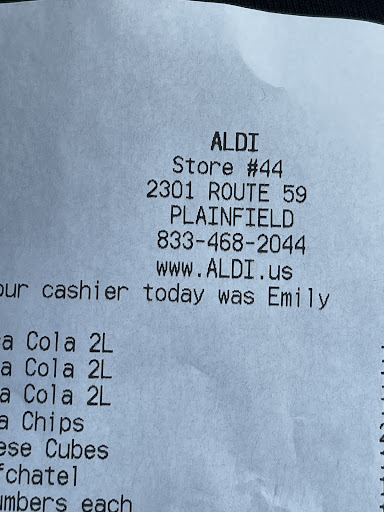 ALDI
Store #44
2301 ROUTE 59
PLAINFIELD
833-468-2044
www.ALDI.us
our cashier today was Emily
a Cola 2L
a Cola 2L
a Cola 2L
a Chips
ese Cubes
fchatel
umbers each